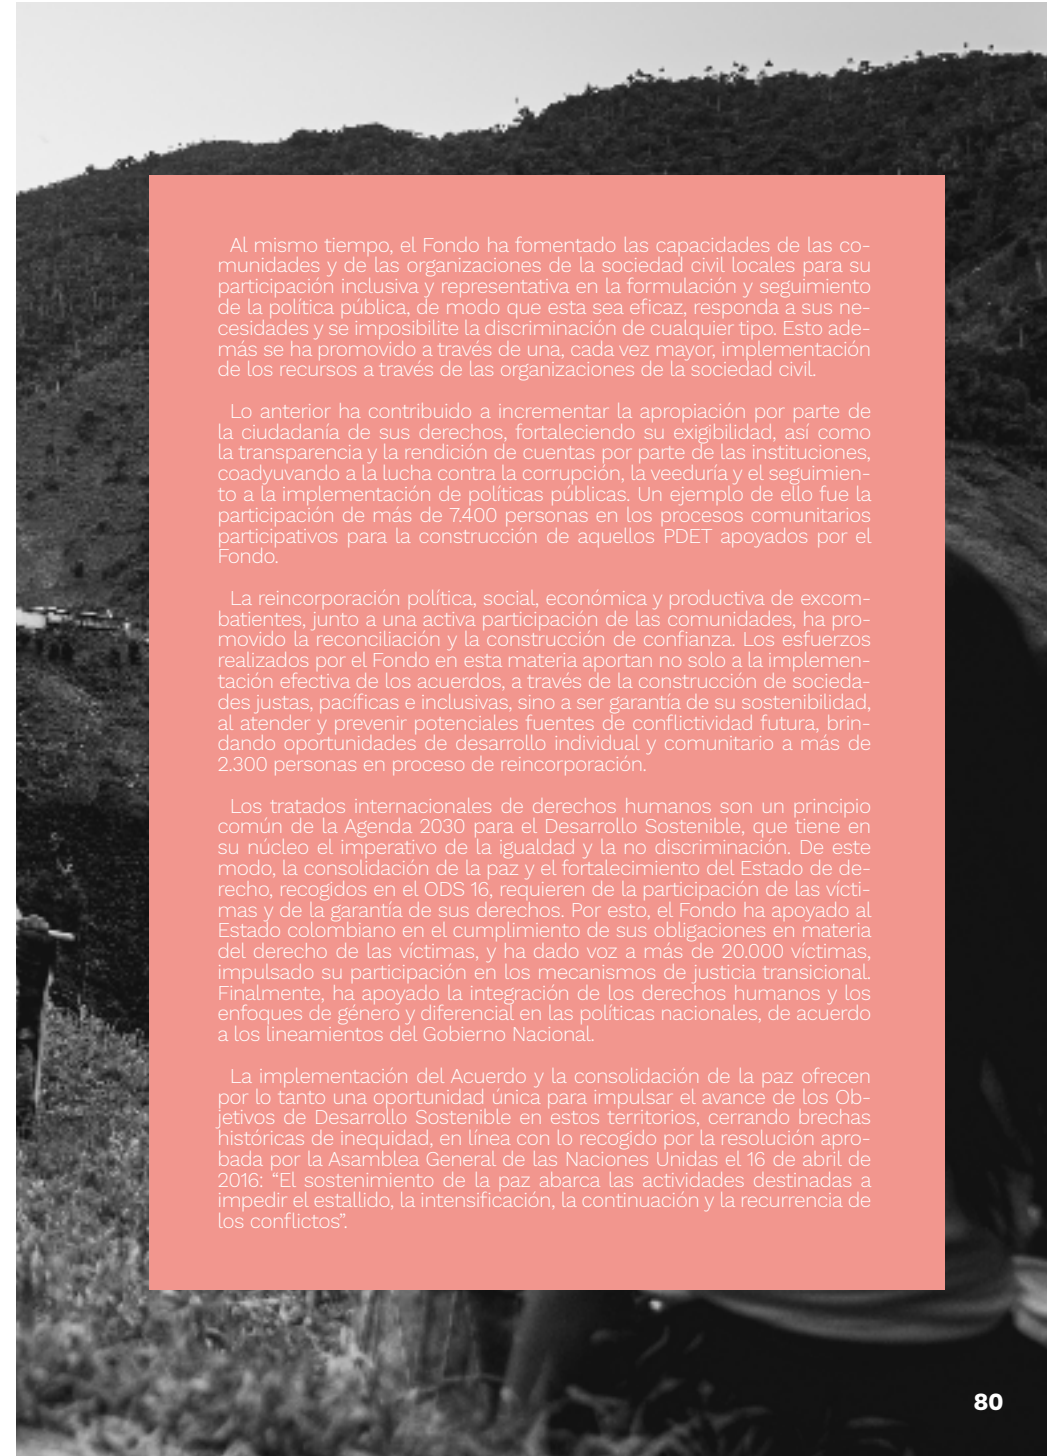 Al mismo tiempo, el Fondo ha fomentado las capacidades de las co-
munidades y de las organizaciones de la sociedad civil locales para su
participación inclusiva y representativa en la formulación y seguimiento
de la política pública, de modo que esta sea eficaz, responda a sus ne-
cesidades y se imposibilite la discriminación de cualquier tipo. Esto ade-
más se ha promovido a través de una, cada vez mayor, implementación
de los recursos a través de las organizaciones de la sociedad civil.
Lo anterior ha contribuido a incrementar la apropiación por parte de
la ciudadanía de sus derechos, fortaleciendo su exigibilidad, así como
la transparencia y la rendición de cuentas por parte de las instituciones,
coadyuvando a la lucha contra la corrupción, la veeduría y el seguimien-
to a la implementación de políticas públicas. Un ejemplo de ello fue la
participación de más de 7.400 personas en los procesos comunitarios
participativos para la construcción de aquellos PDET apoyados por el
Fondo.
La reincorporación política, social, económica y productiva de excom-
batientes, junto a una activa participación de las comunidades, ha pro-
movido la reconciliación y la construcción de confianza. Los esfuerzos
realizados por el Fondo en esta materia aportan no solo a la implemen-
tación efectiva de los acuerdos, a través de la construcción de socieda-
des justas, pacíficas e inclusivas, sino a ser garantía de su sostenibilidad,
al atender y prevenir potenciales fuentes de conflictividad futura, brin-
dando oportunidades de desarrollo individual y comunitario a más de
2.300 personas en proceso de reincorporación.
Los tratados internacionales de derechos humanos son un principio
común de la Agenda 2030 para el Desarrollo Sostenible, que tiene en
su núcleo el imperativo de la igualdad y la no discriminación. De este
modo, la consolidación de la paz y el fortalecimiento del Estado de de-
recho, recogidos en el ODS 16, requieren de la participación de las vícti-
mas y de la garantía de sus derechos. Por esto, el Fondo ha apoyado al
Estado colombiano en el cumplimiento de sus obligaciones en materia
del derecho de las víctimas, y ha dado voz a más de 20.000 víctimas,
impulsado su participación en los mecanismos de justicia transicional.
Finalmente, ha apoyado la integración de los derechos humanos y los
enfoques de género y diferencial en las políticas nacionales, de acuerdo
a los lineamientos del Gobierno Nacional.
La implementación del Acuerdo y la consolidación de la paz ofrecen
por lo tanto una oportunidad única para impulsar el avance de los Ob-
jetivos de Desarrollo Sostenible en estos territorios, cerrando brechas
históricas de inequidad, en línea con lo recogido por la resolución apro-
bada por la Asamblea General de las Naciones Unidas el 16 de abril de
2016: “El sostenimiento de la paz abarca las actividades destinadas a
impedir el estallido, la intensificación, la continuación y la recurrencia de
los conflictos”.
80